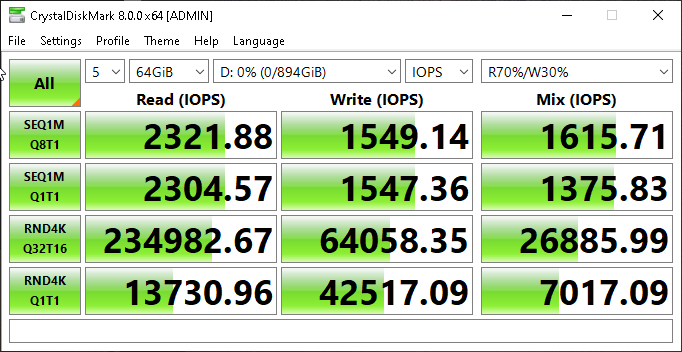 CrystalDiskMark 8.0.0 x64 [ADMIN]
File Settings Profile Theme Help Language
All 5 64GiB D: 0% (0/894GiB) IOPS R70%/W30%
Read (IOPS) Write (IOPS) Mix (IOPS)
SEQ1M
Q8T1
2321.88 1549.14 1615.71
SEQ1M
Q1T1
2304.57 1547.36 1375.83
RND4K
Q32T16
234982.67 64058.35 26885.99
RND4K
Q1T1
13730.96 42517.09 7017.09